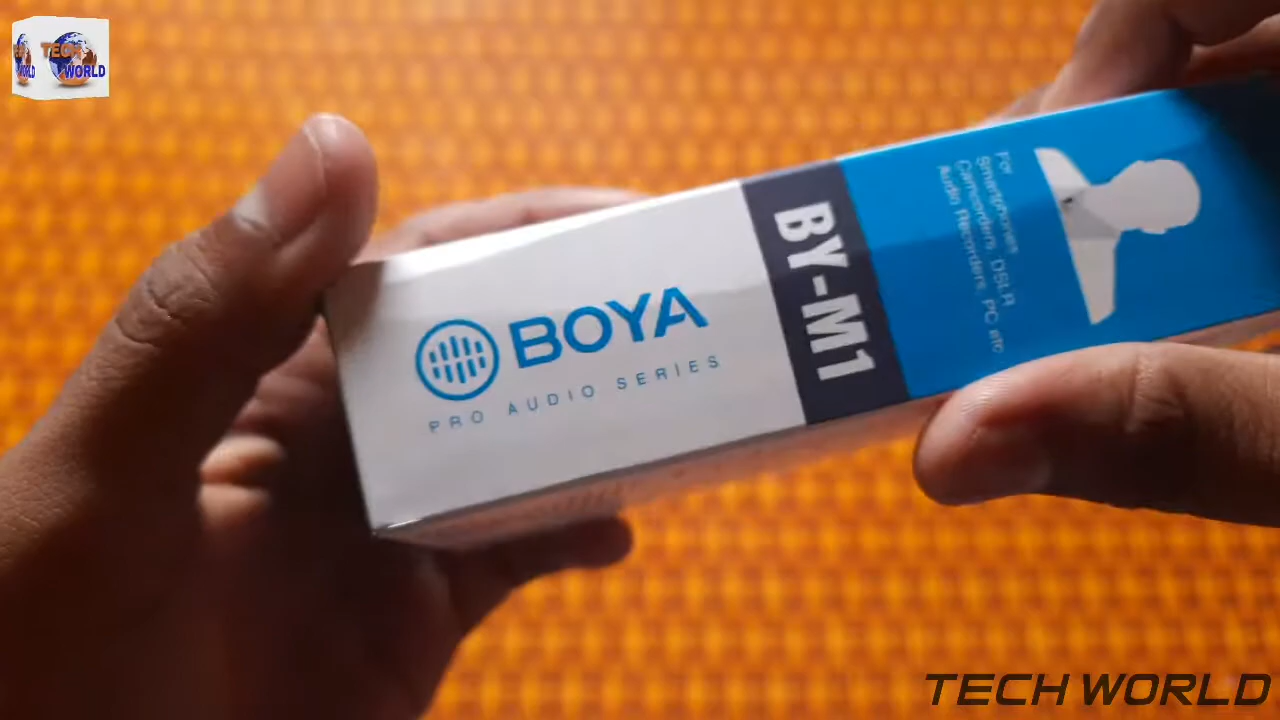 TECH
WORLD
BOYA
PRO AUDIO SERIES
BY-M1
For
Smartphones
Camcorders, DSLR
Audio Recorders, PC etc
TECH WORLD